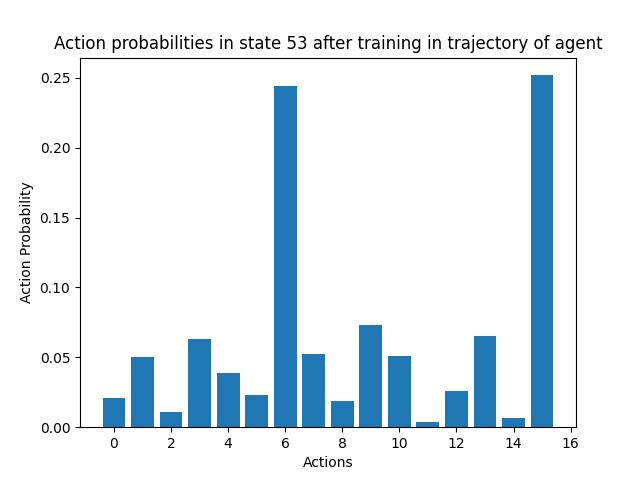 Action probabilities in state 53 after training in trajectory of agent
0.25
0.20
0.15
0.10
0.05
0.00
Action Probability
0 2 4 6 8 10 12 14 16
Actions